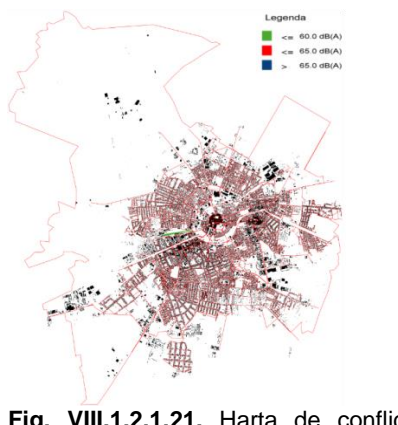 Legenda
<= 60.0 dB(A)
<= 65.0 dB(A)
> 65.0 dB(A)
Fig. VIII.1.2.1.21. Harta de conflic